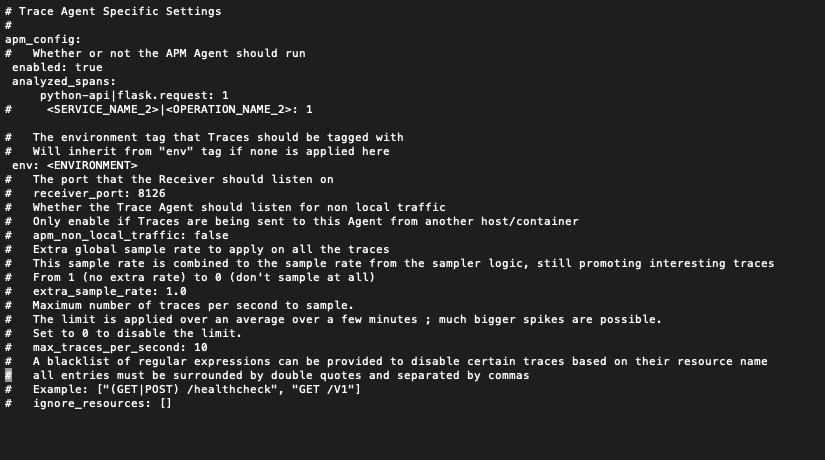 # Trace Agent Specific Settings
#
apm_config:
#   Whether or not the APM Agent should run
 enabled: true
 analyzed_spans:
     python-api|flask.request: 1
#     <SERVICE_NAME_2>|<OPERATION_NAME_2>: 1

#   The environment tag that Traces should be tagged with
#   Will inherit from "env" tag if none is applied here
 env: <ENVIRONMENT>
#   The port that the Receiver should listen on
#   receiver_port: 8126
#   Whether the Trace Agent should listen for non local traffic
#   Only enable if Traces are being sent to this Agent from another host/container
#   apm_non_local_traffic: false
#   Extra global sample rate to apply on all the traces
#   This sample rate is combined to the sample rate from the sampler logic, still promoting interesting traces
#   From 1 (no extra rate) to 0 (don't sample at all)
#   extra_sample_rate: 1.0
#   Maximum number of traces per second to sample.
#   The limit is applied over an average over a few minutes ; much bigger spikes are possible.
#   Set to 0 to disable the limit.
#   max_traces_per_second: 10
#   A blacklist of regular expressions can be provided to disable certain traces based on their resource name
#   all entries must be surrounded by double quotes and separated by commas
#   Example: ["(GET|POST) /healthcheck", "GET /V1"]
#   ignore_resources: []